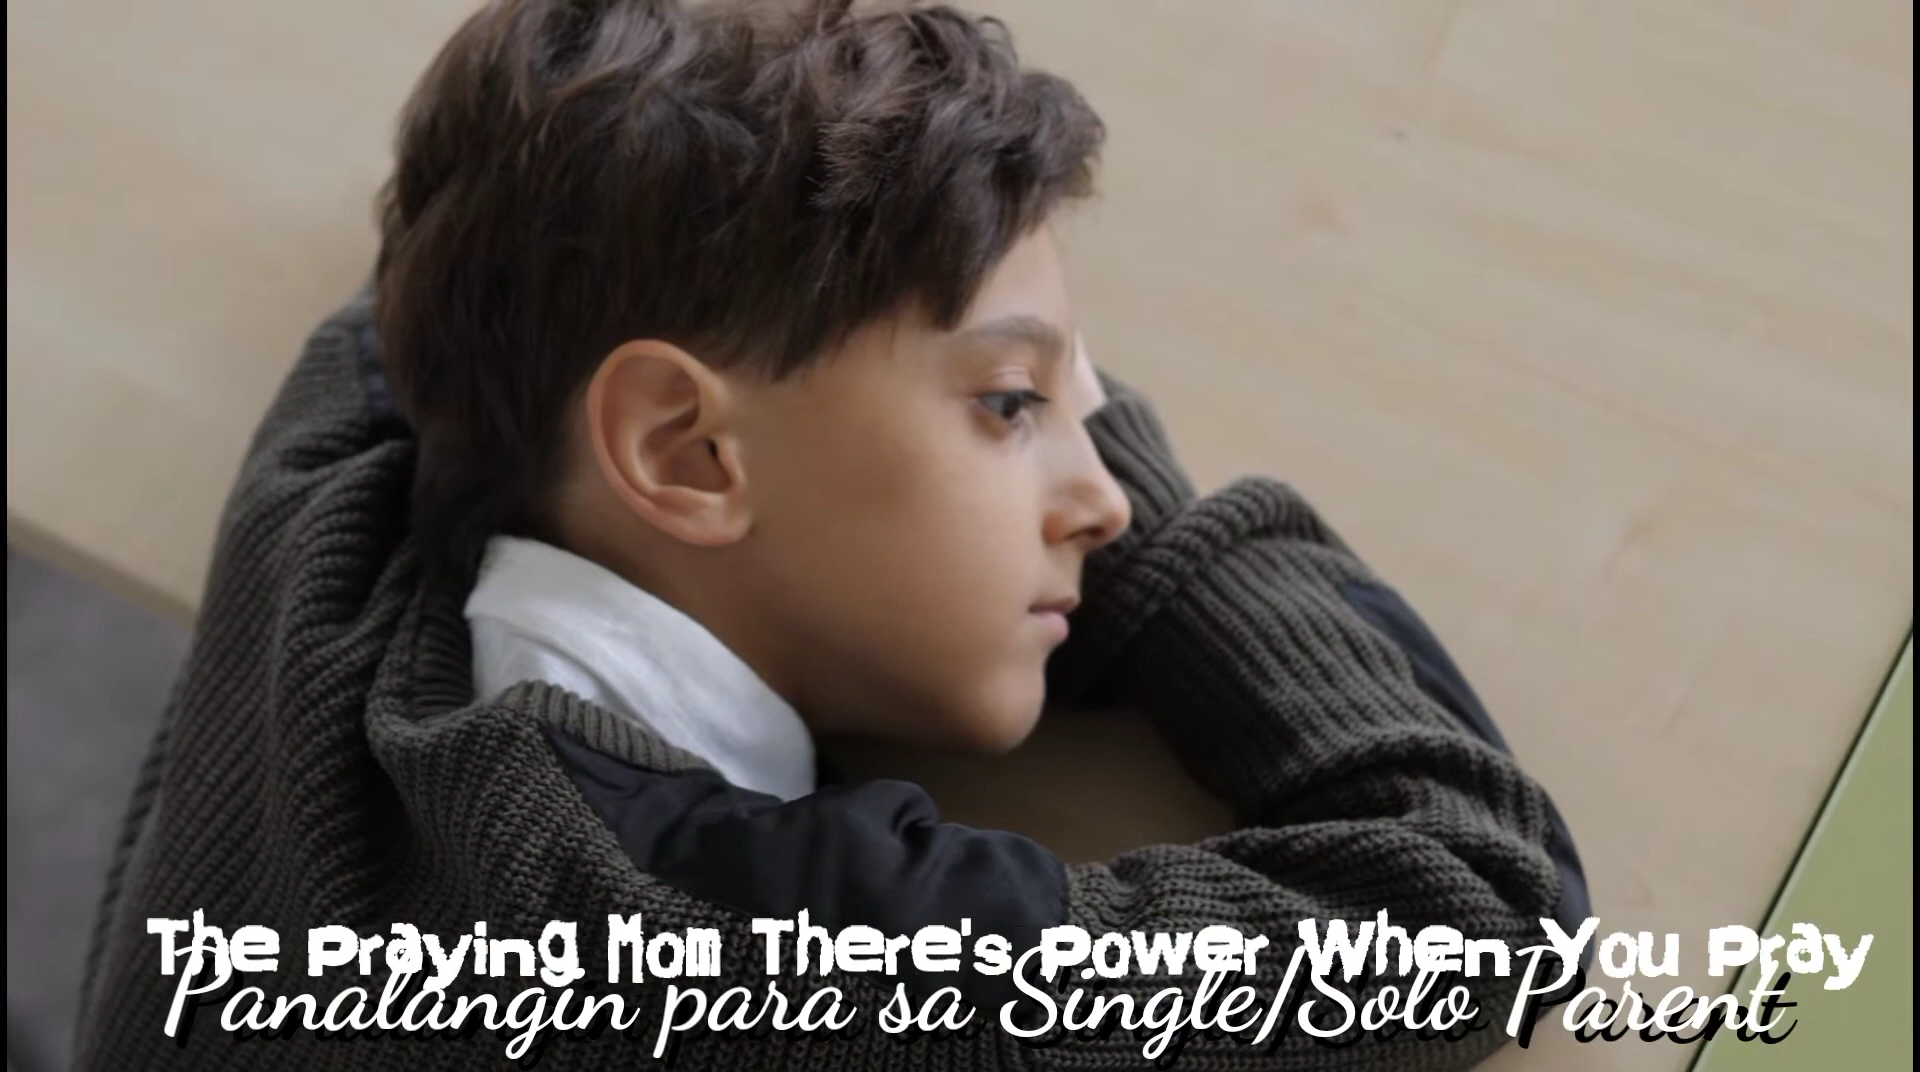 The Praying Mom There's Power When You Pray
Panalangin para sa Single/Solo Parent